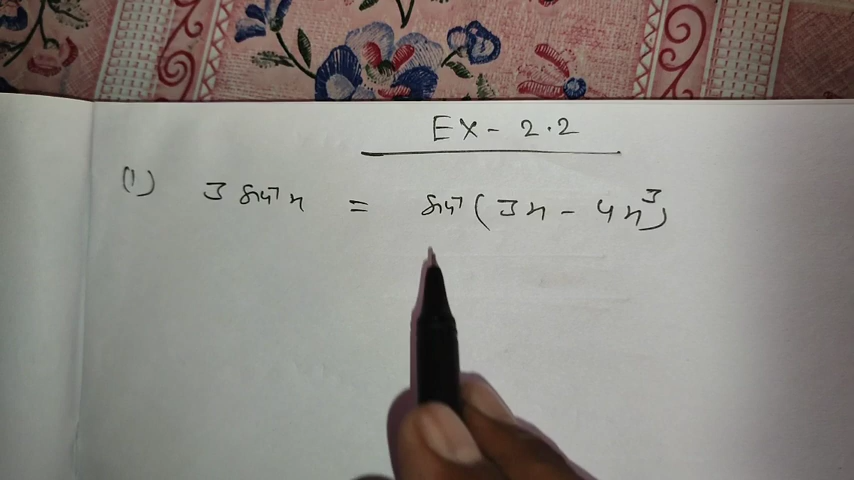 EX - 2.2
(1) 3 sin⁻¹x = sin⁻¹(3x - 4x³)